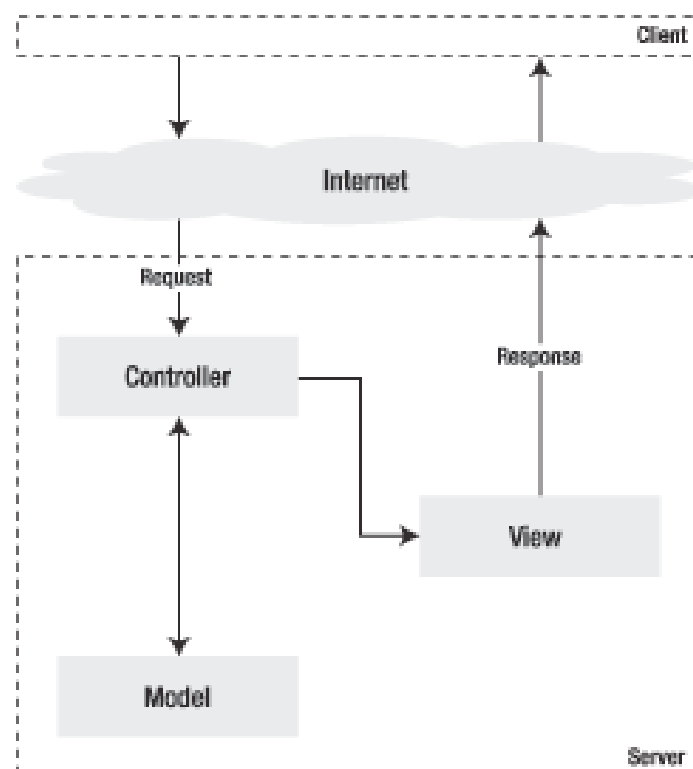 Client
Internet
Request
Controller
Response
View
Model
Server